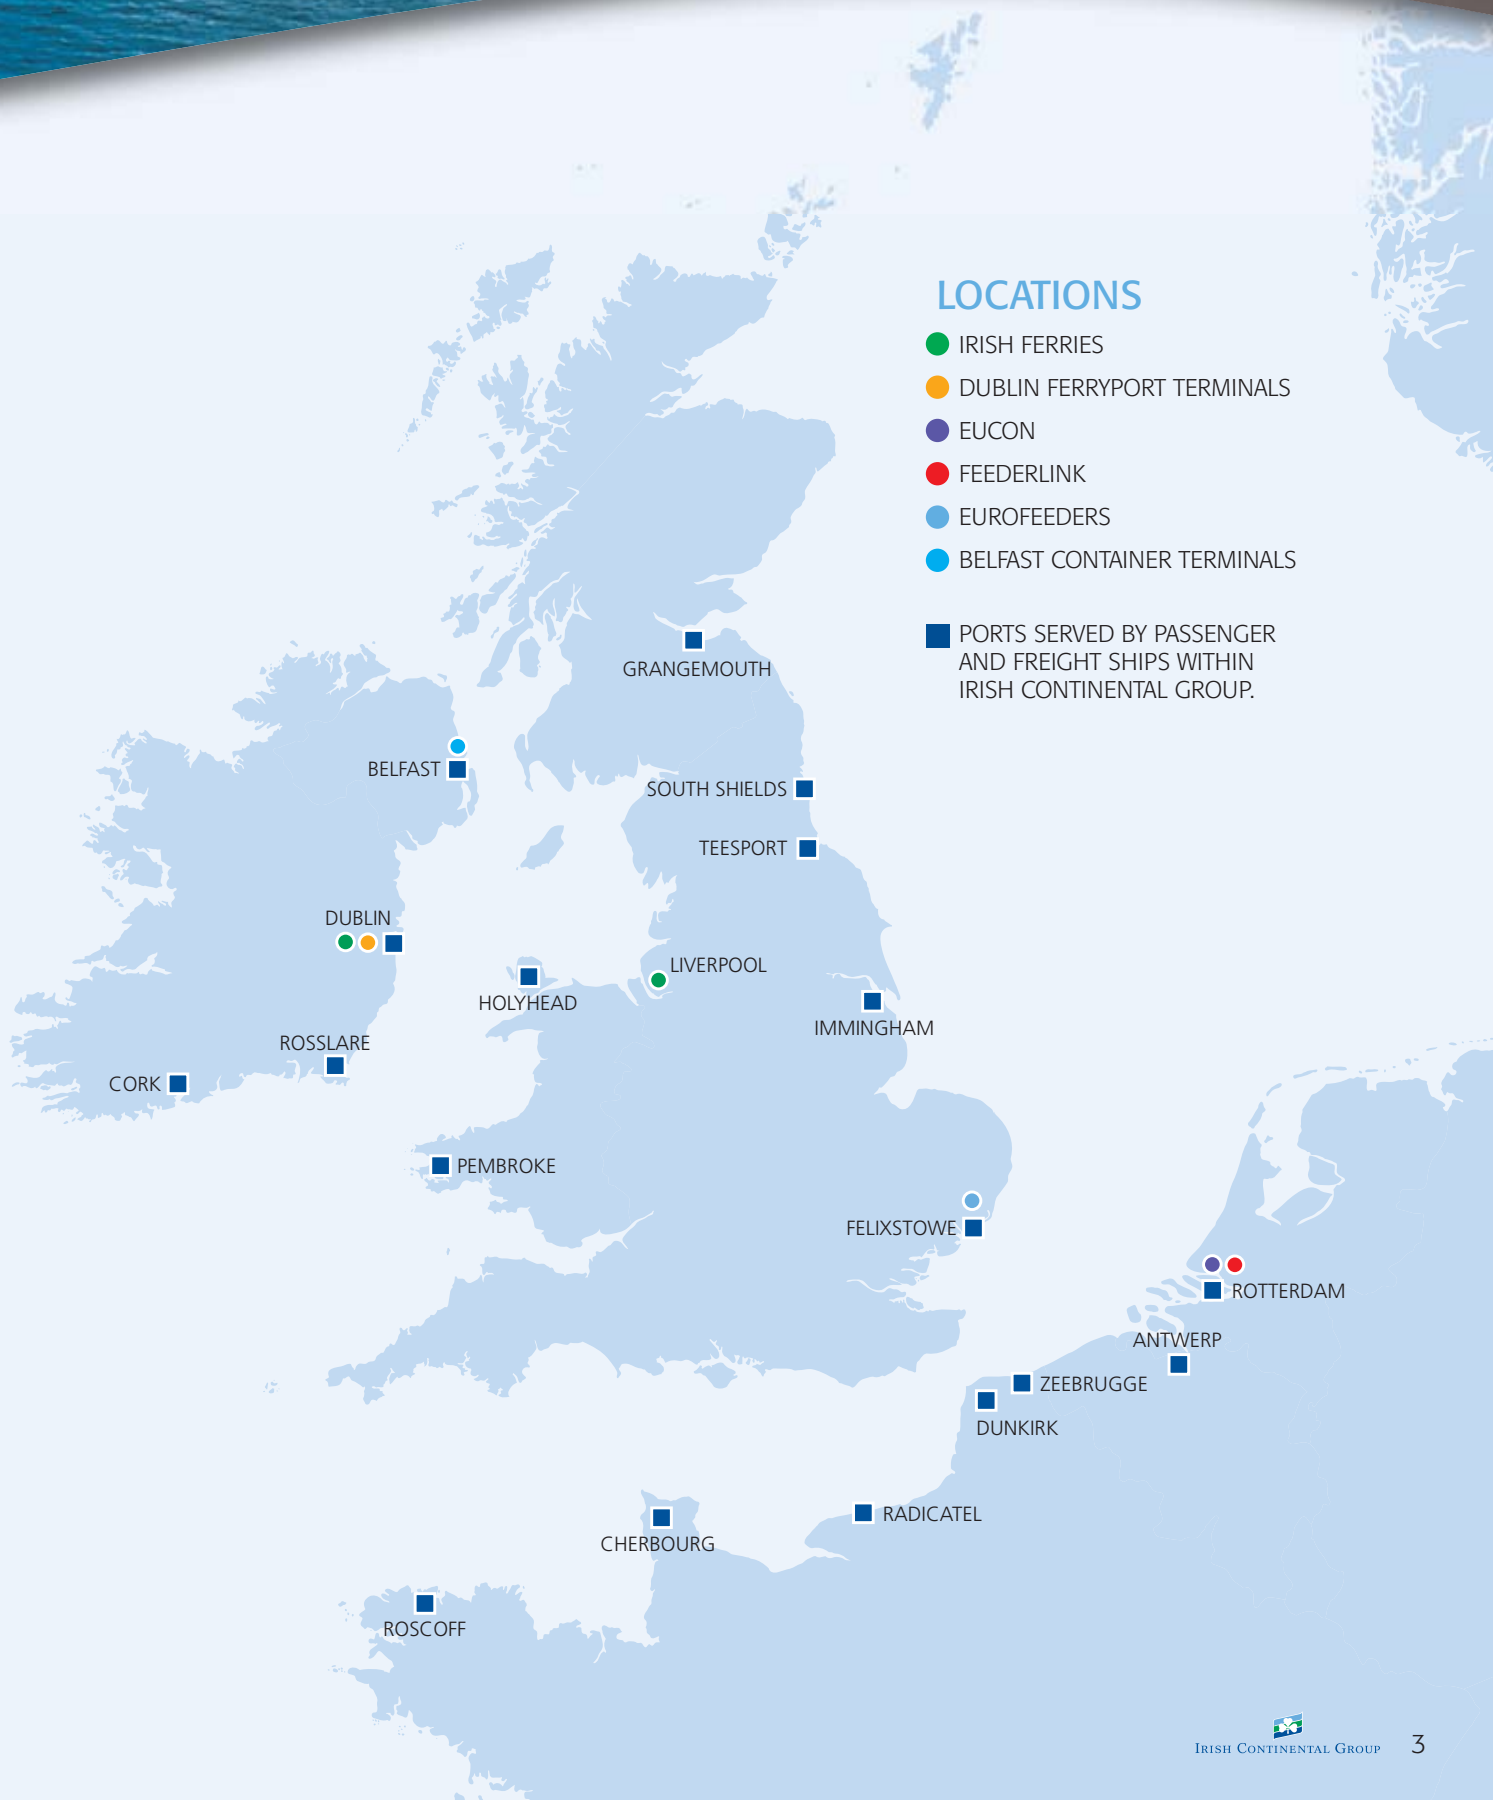 LOCATIONS
IRISH FERRIES
DUBLIN FERRYPORT TERMINALS
EUCON
FEEDERLINK
EUROFEEDERS
BELFAST CONTAINER TERMINALS
PORTS SERVED BY PASSENGER
AND FREIGHT SHIPS WITHIN
IRISH CONTINENTAL GROUP.
GRANGEMOUTH
BELFAST
SOUTH SHIELDS
TEESPORT
DUBLIN
LIVERPOOL
HOLYHEAD
IMMINGHAM
ROSSLARE
CORK
PEMBROKE
FELIXSTOWE
ROTTERDAM
ANTWERP
ZEEBRUGGE
DUNKIRK
RADICATEL
CHERBOURG
ROSCOFF
IRISH CONTINENTAL GROUP 3